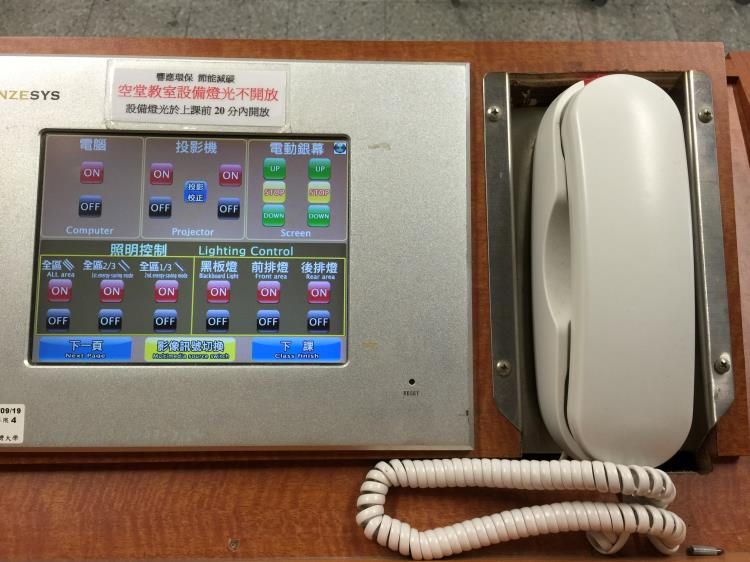 NZESYS
響應環保 節能減碳
空堂教室設備燈光不開放
設備燈光於上課前20分內開放
電腦
ON
OFF
Computer
投影機
ON
ON
投影
校正
OFF
OFF
Projector
電動銀幕
UP
UP
STOP
STOP
DOWN
DOWN
Screen
照明控制 Lighting Control
全區
ALL area
ON
OFF
全區2/3
1st energy-saving mode
ON
OFF
全區1/3
2nd energy-saving mode
ON
OFF
黑板燈
Blackboard Light
ON
OFF
前排燈
Front area
ON
OFF
後排燈
Rear area
ON
OFF
下一頁
Next Page
影像訊號切換
Multimedia source switch
下 課
Class finish
RESET
/09/19
4
大學